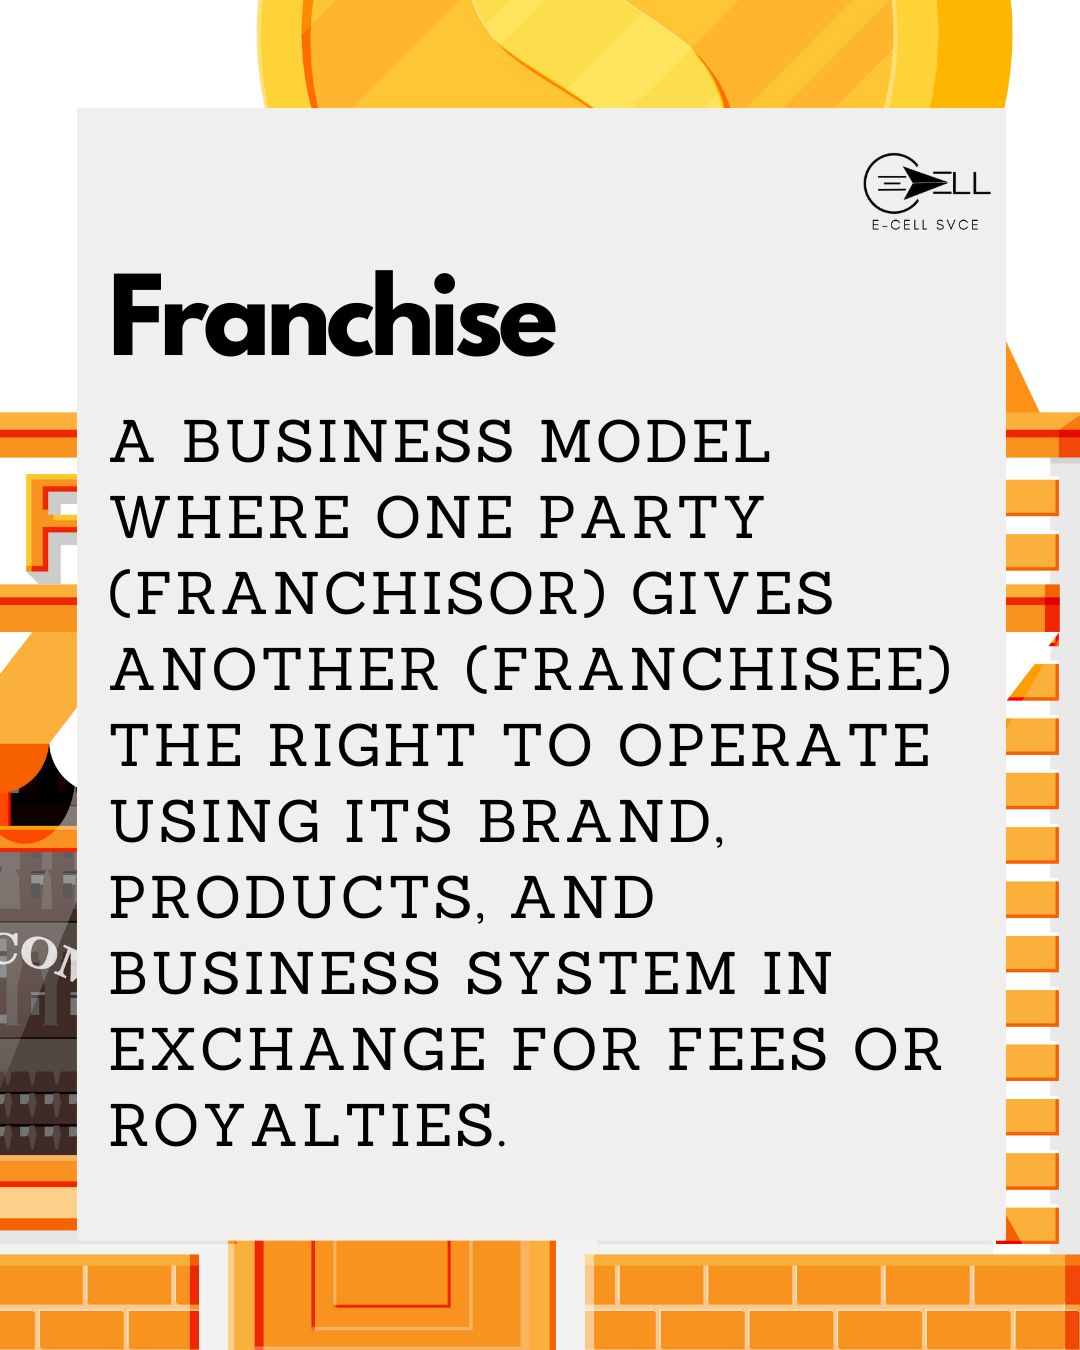 ELL
E-CELL SVCE
Franchise
A BUSINESS MODEL
WHERE ONE PARTY
(FRANCHISOR) GIVES
ANOTHER (FRANCHISEE)
THE RIGHT TO OPERATE
USING ITS BRAND,
PRODUCTS, AND
BUSINESS SYSTEM IN
EXCHANGE FOR FEES OR
ROYALTIES.
F